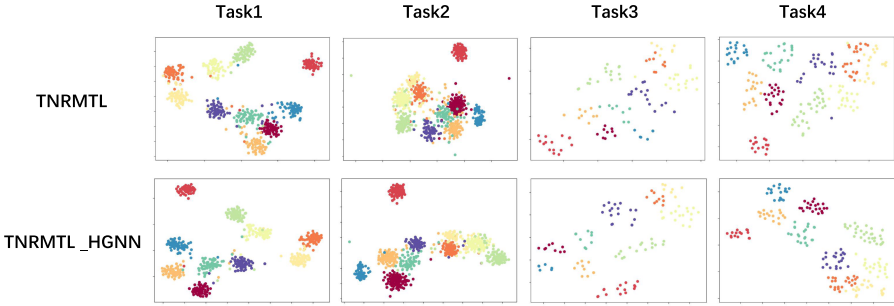 Task1 Task2 Task3 Task4
TNRMTL
TNRMTL _HGNN